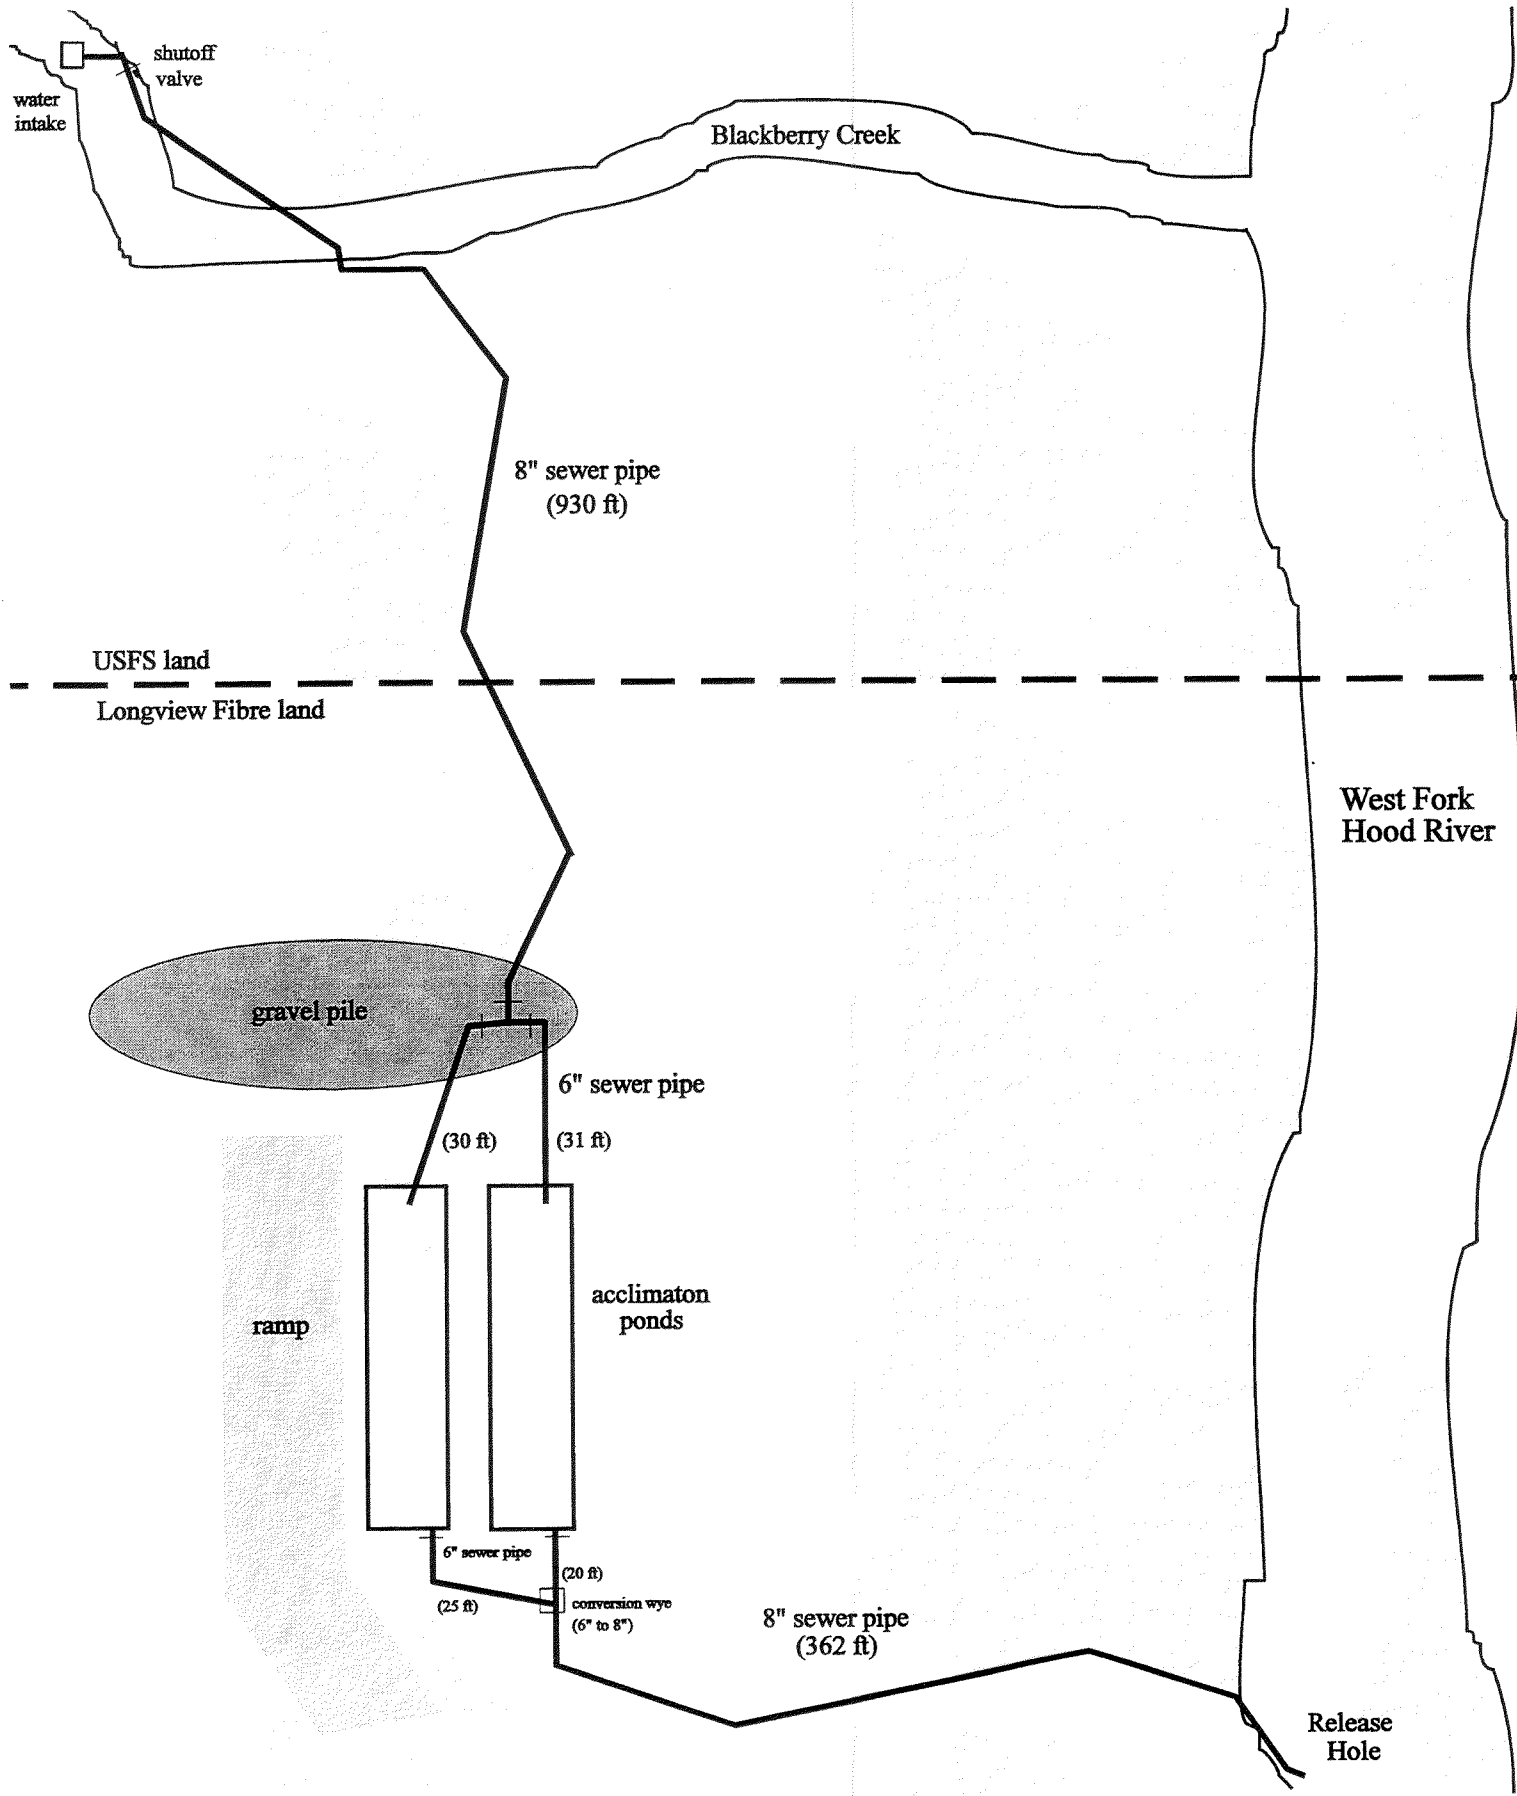 shutoff
valve
water
intake
Blackberry Creek
8" sewer pipe
(930 ft)
USFS land
Longview Fibre land
West Fork
Hood River
gravel pile
6" sewer pipe
(30 ft)
(31 ft)
acclimaton
ponds
ramp
6" sewer pipe
(20 ft)
(25 ft)
conversion wye
(6" to 8")
8" sewer pipe
(362 ft)
Release
Hole